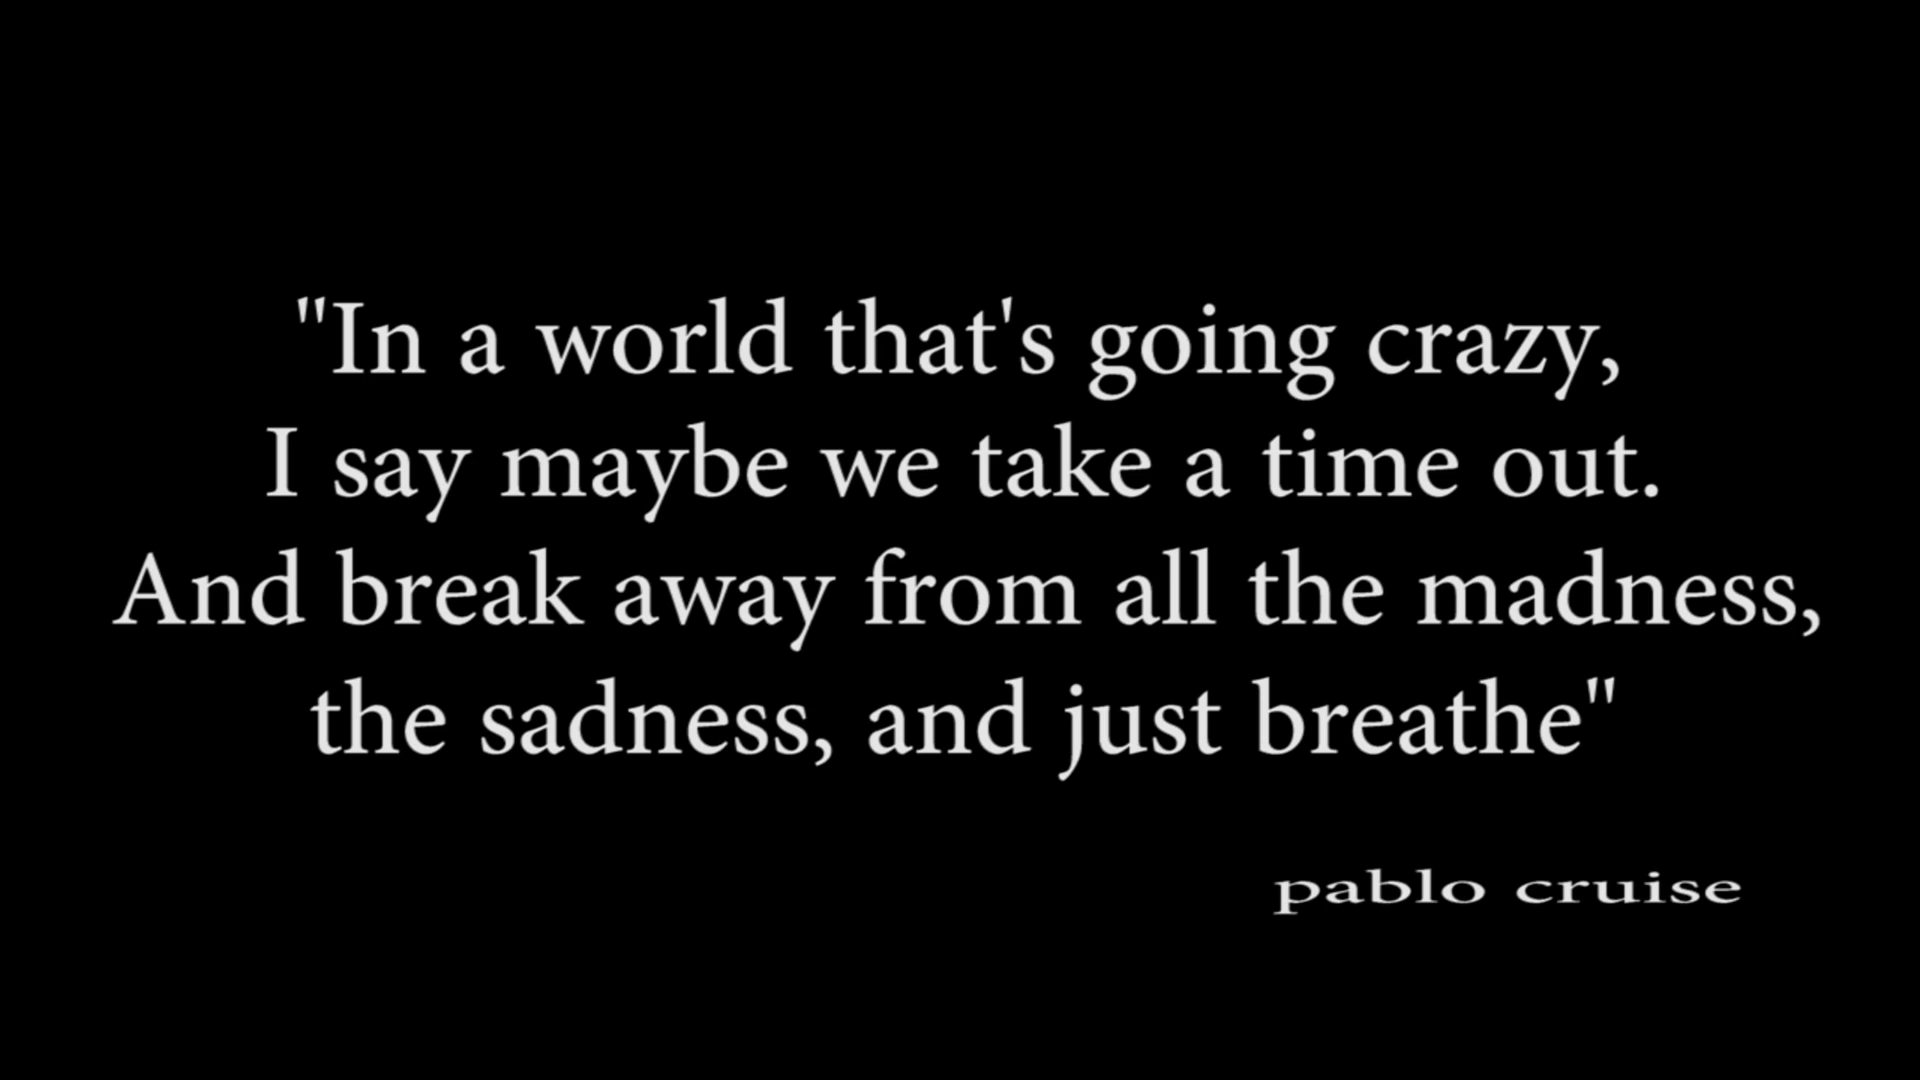 "In a world that's going crazy,
I say maybe we take a time out.
And break away from all the madness,
the sadness, and just breathe"
pablo cruise